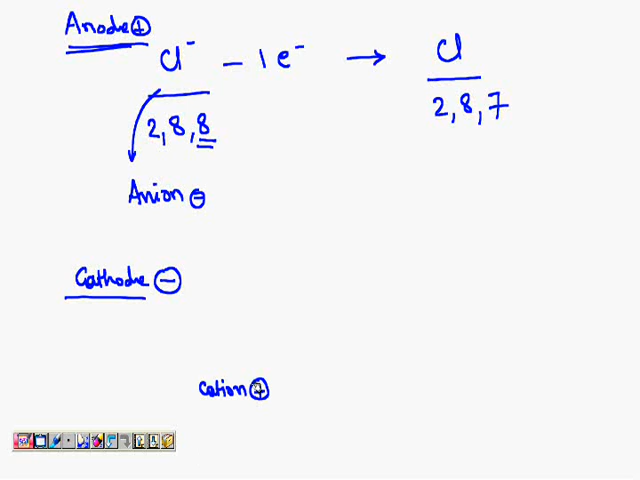 Anode ⊕
Cl⁻ – 1e⁻ → Cl
2,8,8 2,8,7
Anion ⊖
Cathode ⊖
Cation ⊕